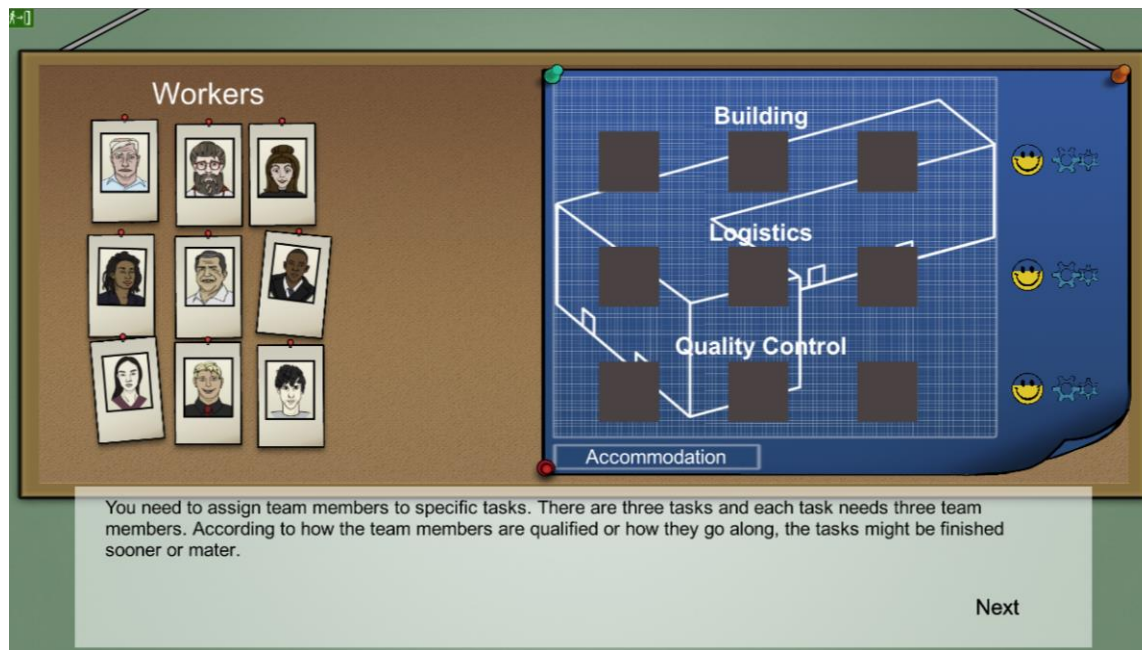 Workers
Building
Logistics
Quality Control
Accommodation
You need to assign team members to specific tasks. There are three tasks and each task needs three team
members. According to how the team members are qualified or how they go along, the tasks might be finished
sooner or mater.
Next